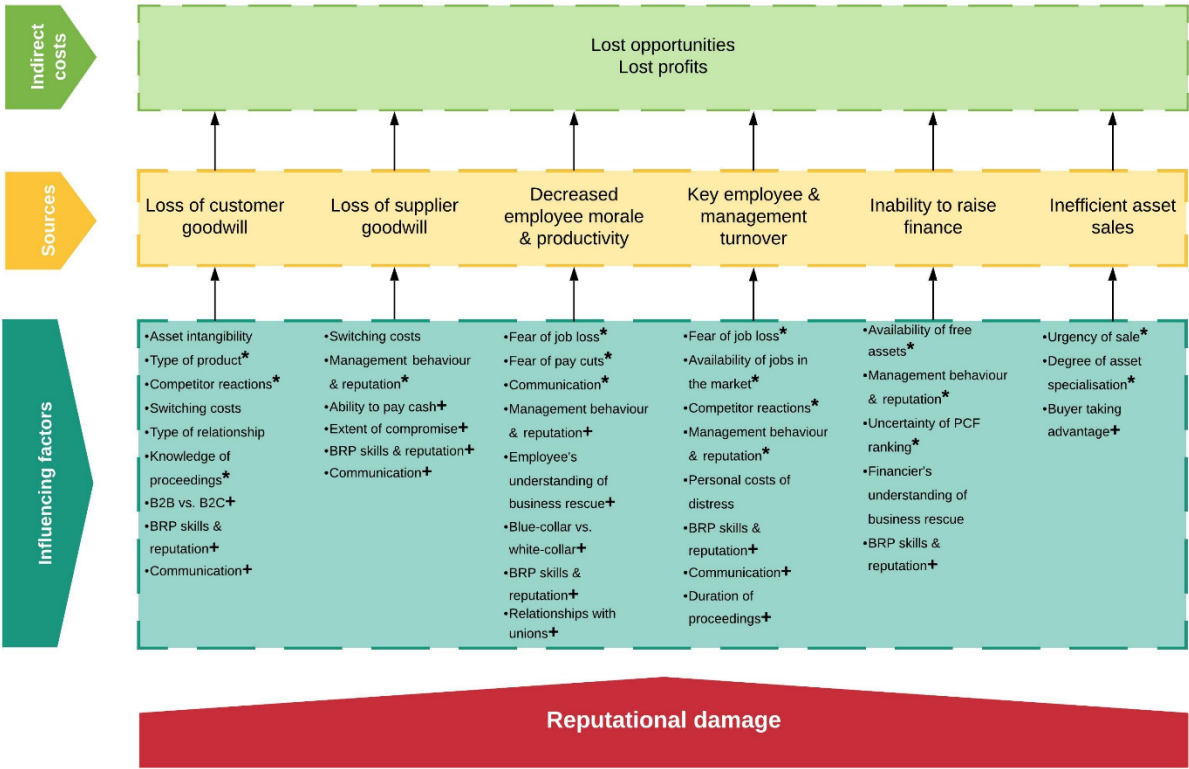 Indirect
costs
Lost opportunities
Lost profits
Sources
Loss of customer
goodwill
Loss of supplier
goodwill
Decreased
employee morale
& productivity
Key employee &
management
turnover
Inability to raise
finance
Inefficient asset
sales
Influencing factors
•Asset intangibility
•Type of product*
•Competitor reactions*
•Switching costs
•Type of relationship
•Knowledge of
proceedings*
•B2B vs. B2C+
•BRP skills &
reputation+
•Communication+
•Switching costs
•Management behaviour
& reputation*
•Ability to pay cash+
•Extent of compromise+
•BRP skills & reputation+
•Communication+
•Fear of job loss*
•Fear of pay cuts*
•Communication*
•Management behaviour
& reputation+
•Employee's
understanding of
business rescue+
•Blue-collar vs.
white-collar+
•BRP skills &
reputation+
•Relationships with
unions+
•Fear of job loss*
•Availability of jobs in
the market*
•Competitor reactions*
•Management behaviour
& reputation*
•Personal costs of
distress
•BRP skills &
reputation+
•Communication+
•Duration of
proceedings+
•Availability of free
assets*
•Management behaviour
& reputation*
•Uncertainty of PCF
ranking*
•Financier's
understanding of
business rescue
•BRP skills &
reputation+
•Urgency of sale*
•Degree of asset
specialisation*
•Buyer taking
advantage+
Reputational damage